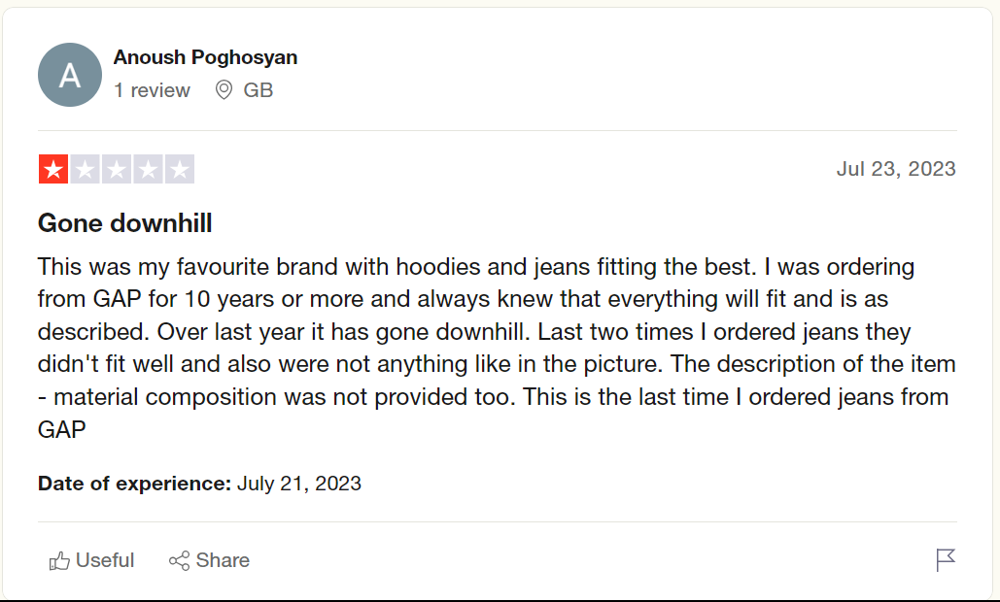 A
Anoush Poghosyan
1 review GB
Jul 23, 2023
Gone downhill
This was my favourite brand with hoodies and jeans fitting the best. I was ordering
from GAP for 10 years or more and always knew that everything will fit and is as
described. Over last year it has gone downhill. Last two times I ordered jeans they
didn't fit well and also were not anything like in the picture. The description of the item
- material composition was not provided too. This is the last time I ordered jeans from
GAP
Date of experience: July 21, 2023
Useful Share